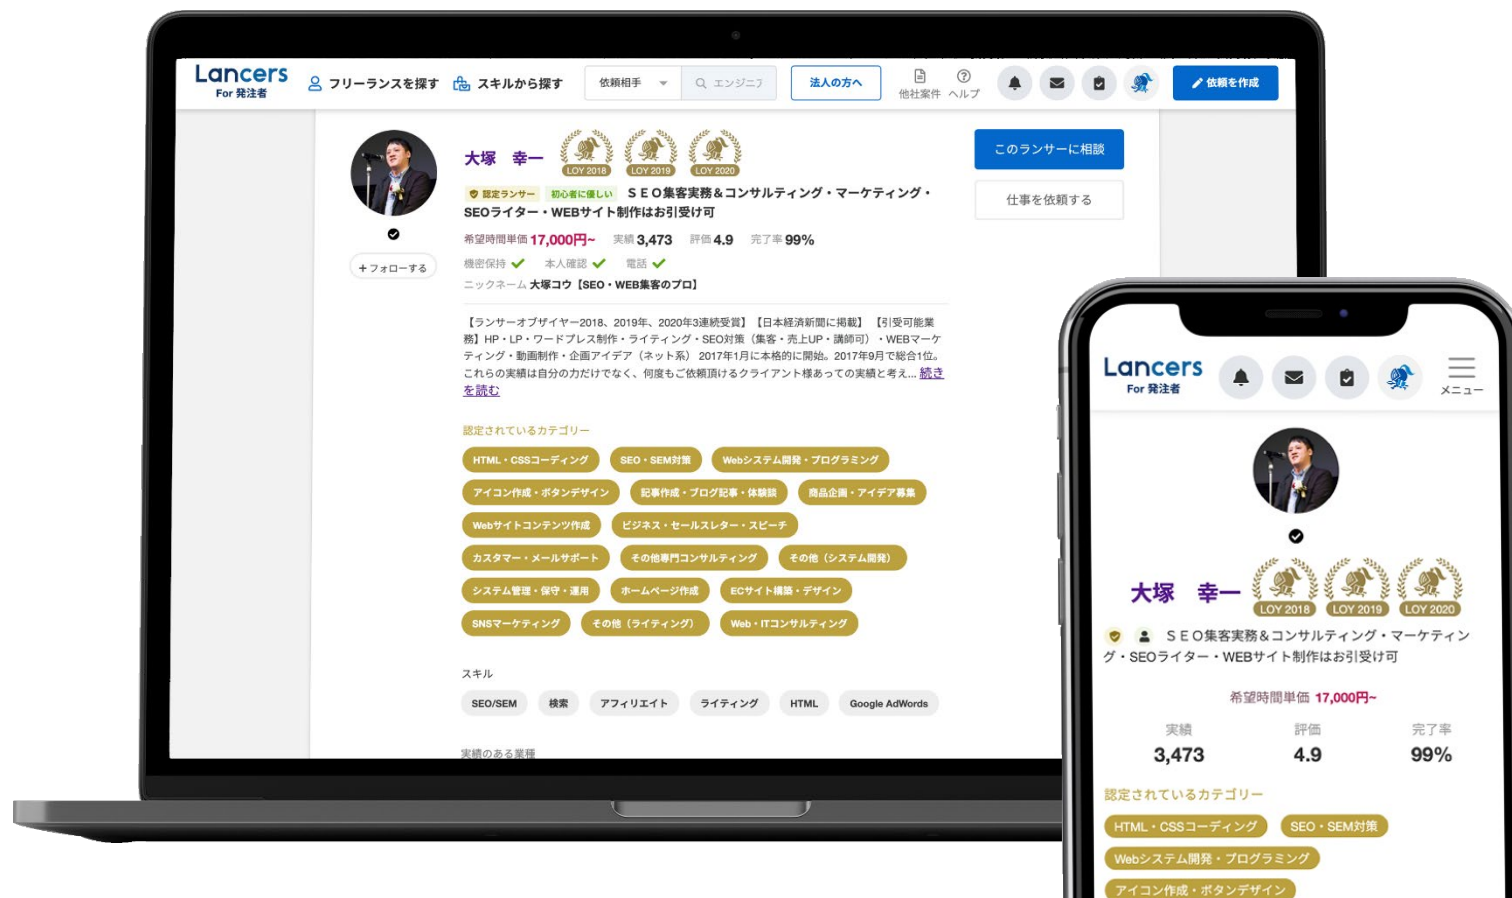 Lancers
For 発注者
フリーランスを探す
スキルから探す
依頼相手
エンジニア
法人の方へ
他社案件
ヘルプ
依頼を作成
大塚 幸一
LOY 2018
LOY 2019
LOY 2020
認定ランサー 初心者に優しい SEO集客実務&コンサルティング・マーケティング・
SEOライター・WEBサイト制作はお引受け可
希望時間単価 17,000円~ 実績 3,473 評価 4.9 完了率 99%
機密保持 本人確認 電話
ニックネーム 大塚コウ【SEO・WEB集客のプロ】
+フォローする
このランサーに相談
仕事を依頼する
【ランサーオブザイヤー2018、2019年、2020年3連続受賞】【日本経済新聞に掲載】 【引受可能業
務】HP・LP・ワードプレス制作・ライティング・SEO対策（集客・売上UP・講師可）・WEBマーケ
ティング・動画制作・企画アイデア（ネット系） 2017年1月に本格的に開始。2017年9月で総合1位。
これらの実績は自分の力だけでなく、何度もご依頼頂けるクライアント様あっての実績と考え... 続き
を読む
認定されているカテゴリー
HTML・CSSコーディング SEO・SEM対策 Webシステム開発・プログラミング
アイコン作成・ボタンデザイン 記事作成・ブログ記事・体験談 商品企画・アイデア募集
Webサイトコンテンツ作成 ビジネス・セールスレター・スピーチ
カスタマー・メールサポート その他専門コンサルティング その他（システム開発）
システム管理・保守・運用 ホームページ作成 ECサイト構築・デザイン
SNSマーケティング その他（ライティング） Web・ITコンサルティング
スキル
SEO/SEM 検索 アフィリエイト ライティング HTML Google AdWords
実績のある業種
Lancers
For 発注者
メニュー
大塚 幸一
LOY 2018
LOY 2019
LOY 2020
SEO集客実務&コンサルティング・マーケティン
グ・SEOライター・WEBサイト制作はお引受け可
希望時間単価 17,000円~
実績 評価 完了率
3,473 4.9 99%
認定されているカテゴリー
HTML・CSSコーディング SEO・SEM対策
Webシステム開発・プログラミング
アイコン作成・ボタンデザイン